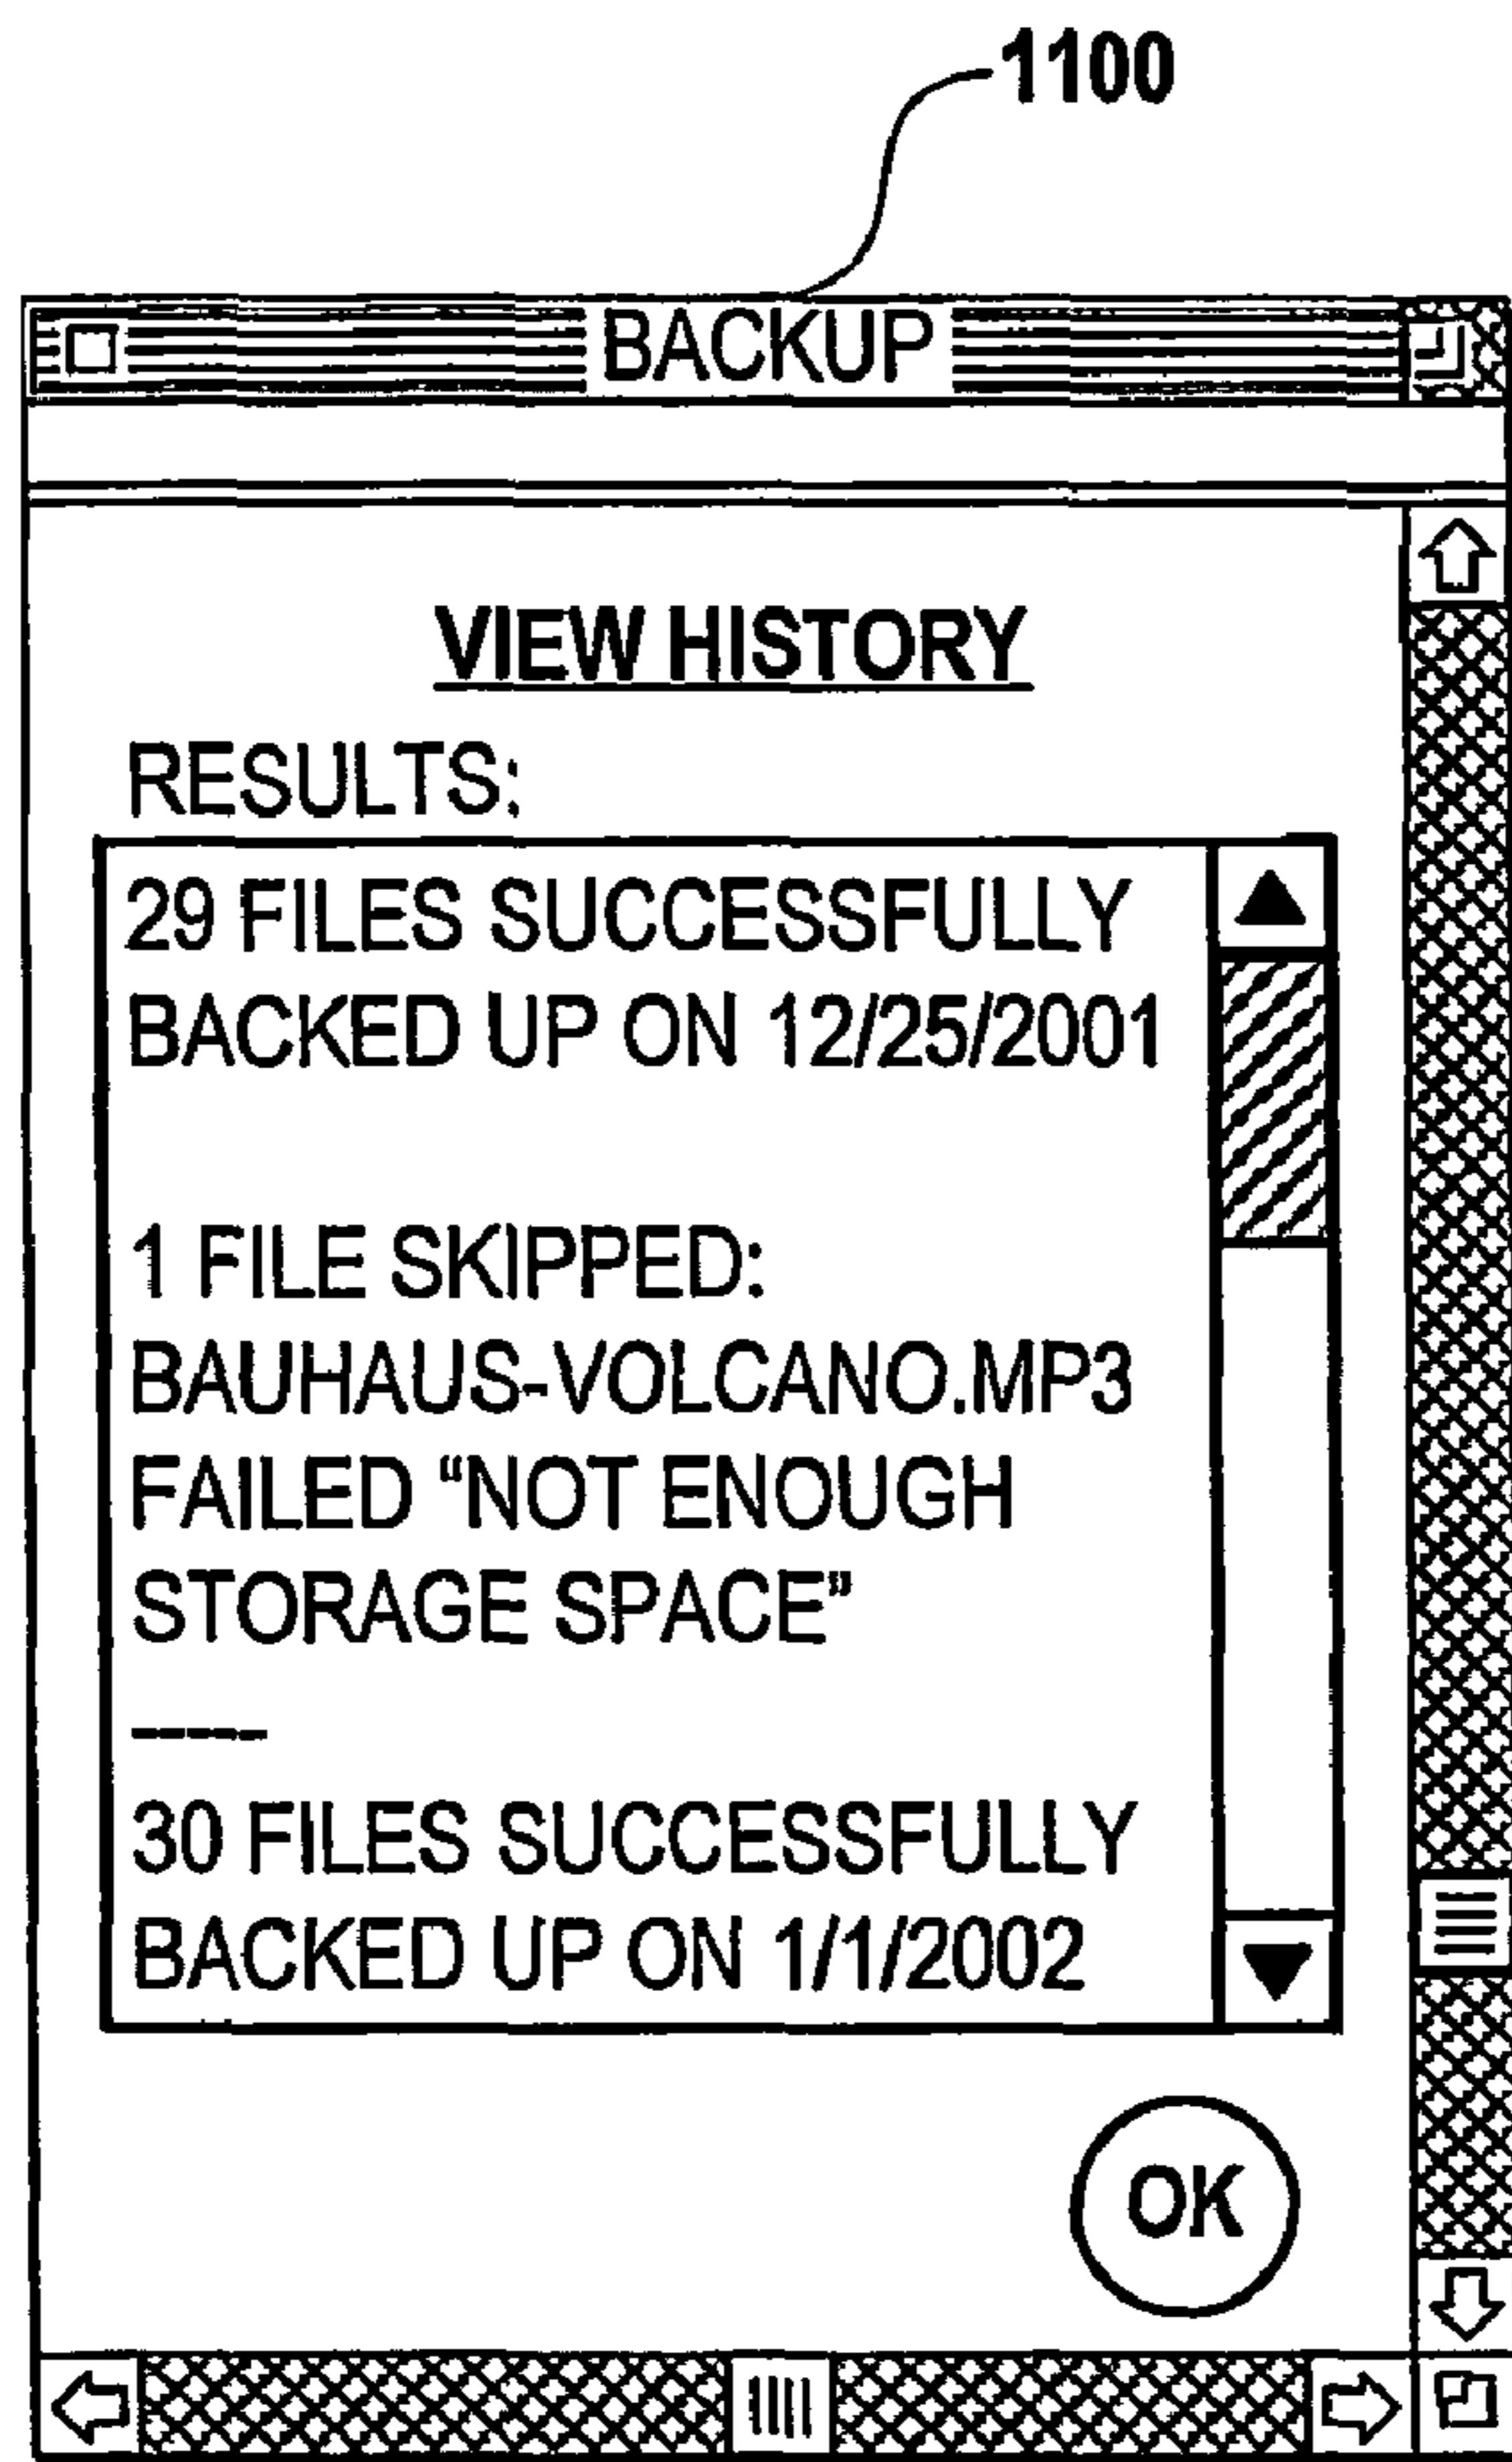 1100
BACKUP
VIEW HISTORY
RESULTS:
29 FILES SUCCESSFULLY
BACKED UP ON 12/25/2001
1 FILE SKIPPED:
BAUHAUS-VOLCANO.MP3
FAILED “NOT ENOUGH
STORAGE SPACE”
-----
30 FILES SUCCESSFULLY
BACKED UP ON 1/1/2002
OK